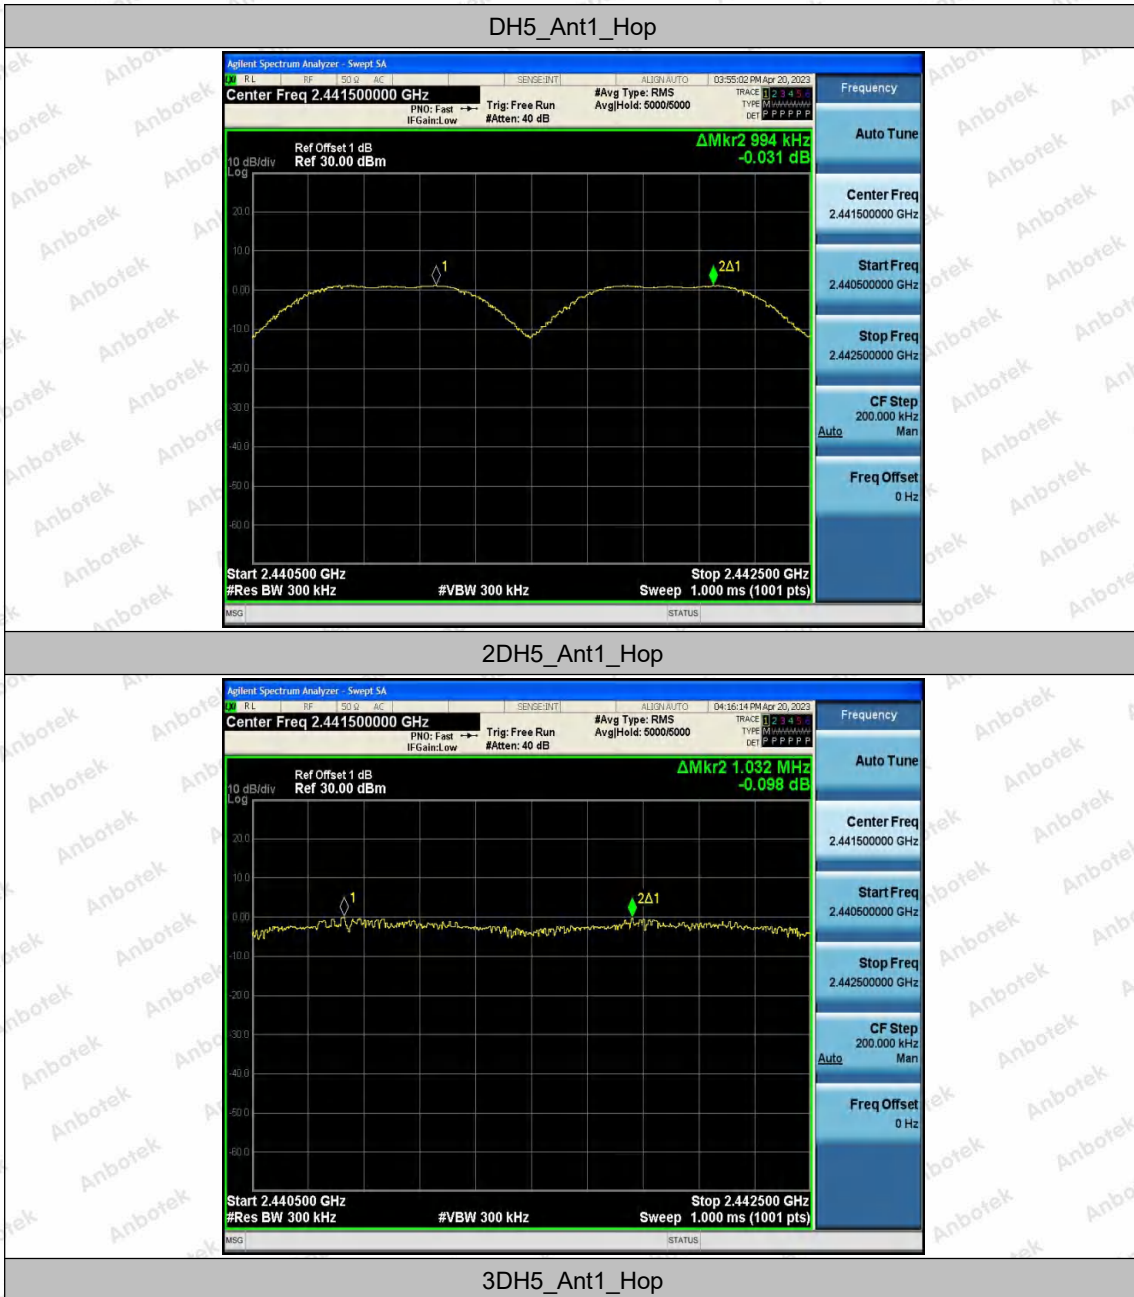 DH5_Ant1_Hop
Agilent Spectrum Analyzer - Swept SA
LXI RL RF 50 Ω AC SENSE:INT ALIGN AUTO 03:55:02 PM Apr 20, 2023
Center Freq 2.441500000 GHz
PNO: Fast
IFGain:Low
Trig: Free Run
#Atten: 40 dB
#Avg Type: RMS
Avg|Hold: 5000/5000
TRACE 1 2 3 4 5 6
TYPE M
DET P P P P P P
ΔMkr2 994 kHz
-0.031 dB
Ref Offset 1 dB
10 dB/div Ref 30.00 dBm
Log
20.0
10.0
0.00
-10.0
-20.0
-30.0
-40.0
-50.0
-60.0
1
2Δ1
Start 2.440500 GHz Stop 2.442500 GHz
#Res BW 300 kHz #VBW 300 kHz Sweep 1.000 ms (1001 pts)
MSG STATUS
Frequency
Auto Tune
Center Freq
2.441500000 GHz
Start Freq
2.440500000 GHz
Stop Freq
2.442500000 GHz
CF Step
200.000 kHz
Auto Man
Freq Offset
0 Hz
2DH5_Ant1_Hop
Agilent Spectrum Analyzer - Swept SA
LXI RL RF 50 Ω AC SENSE:INT ALIGN AUTO 04:16:14 PM Apr 20, 2023
Center Freq 2.441500000 GHz
PNO: Fast
IFGain:Low
Trig: Free Run
#Atten: 40 dB
#Avg Type: RMS
Avg|Hold: 5000/5000
TRACE 1 2 3 4 5 6
TYPE M
DET P P P P P P
ΔMkr2 1.032 MHz
-0.098 dB
Ref Offset 1 dB
10 dB/div Ref 30.00 dBm
Log
20.0
10.0
0.00
-10.0
-20.0
-30.0
-40.0
-50.0
-60.0
1
2Δ1
Start 2.440500 GHz Stop 2.442500 GHz
#Res BW 300 kHz #VBW 300 kHz Sweep 1.000 ms (1001 pts)
MSG STATUS
Frequency
Auto Tune
Center Freq
2.441500000 GHz
Start Freq
2.440500000 GHz
Stop Freq
2.442500000 GHz
CF Step
200.000 kHz
Auto Man
Freq Offset
0 Hz
3DH5_Ant1_Hop
Anbotek